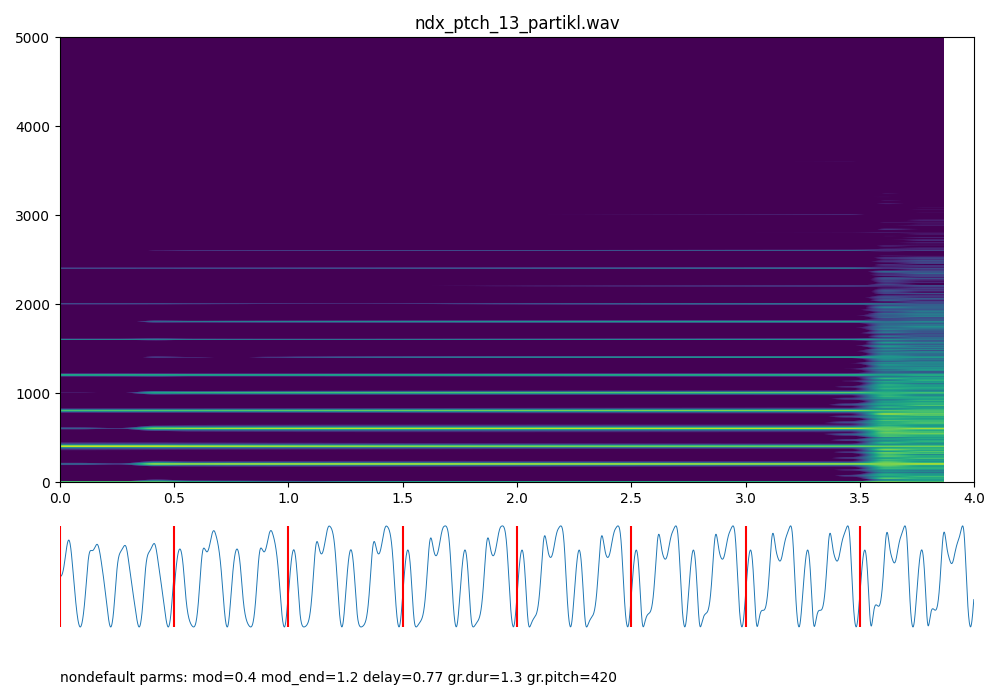 ndx_ptch_13_partikl.wav
5000
4000
3000
2000
1000
0
0.0 0.5 1.0 1.5 2.0 2.5 3.0 3.5 4.0
nondefault parms: mod=0.4 mod_end=1.2 delay=0.77 gr.dur=1.3 gr.pitch=420